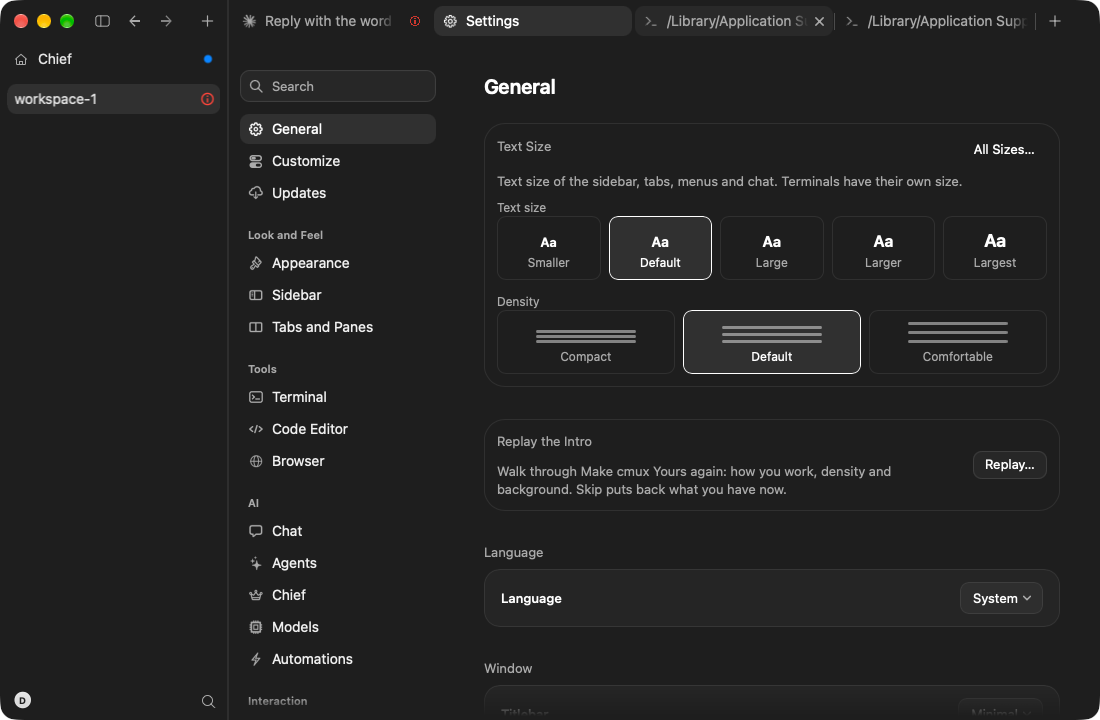 Reply with the word
Settings
/Library/Application S
/Library/Application Supp
Chief
workspace-1
D
Search
General
Customize
Updates
Look and Feel
Appearance
Sidebar
Tabs and Panes
Tools
Terminal
Code Editor
Browser
AI
Chat
Agents
Chief
Models
Automations
Interaction
General
Text Size
All Sizes...
Text size of the sidebar, tabs, menus and chat. Terminals have their own size.
Text size
Aa Aa Aa Aa Aa
Smaller Default Large Larger Largest
Density
Compact Default Comfortable
Replay the Intro
Walk through Make cmux Yours again: how you work, density and
background. Skip puts back what you have now.
Replay...
Language
Language
System
Window
Titlebar
Minimal